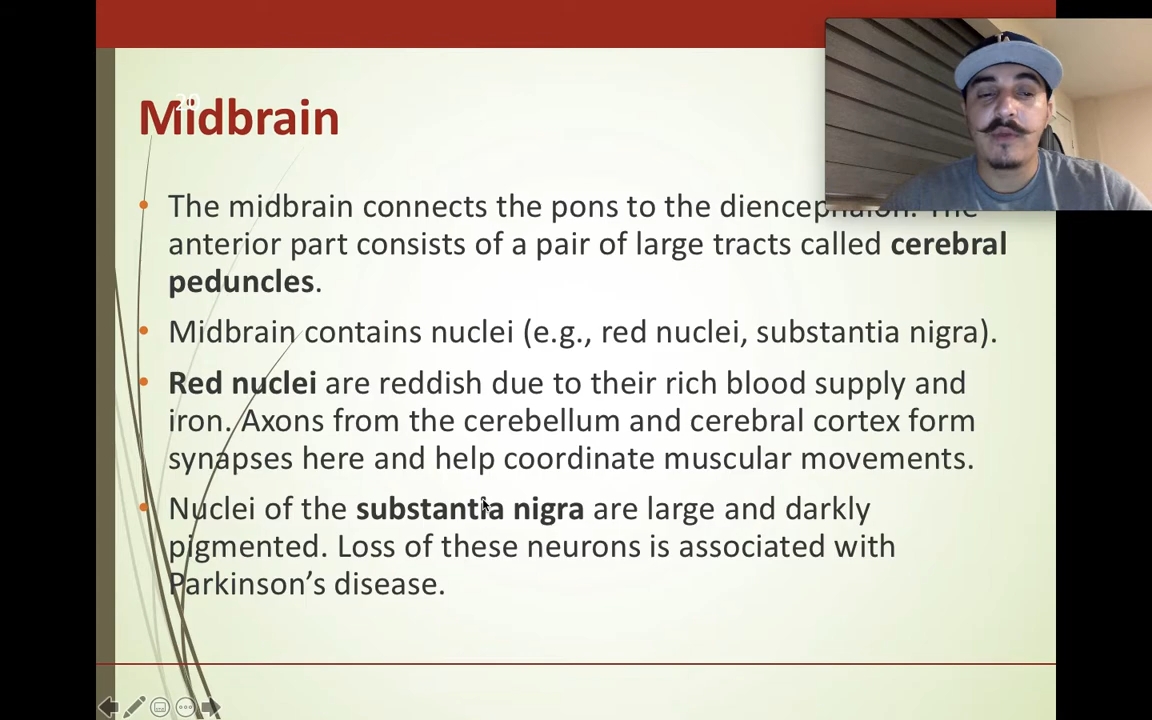 20
Midbrain
• The midbrain connects the pons to the diencephalon. The
anterior part consists of a pair of large tracts called cerebral
peduncles.
• Midbrain contains nuclei (e.g., red nuclei, substantia nigra).
• Red nuclei are reddish due to their rich blood supply and
iron. Axons from the cerebellum and cerebral cortex form
synapses here and help coordinate muscular movements.
• Nuclei of the substantia nigra are large and darkly
pigmented. Loss of these neurons is associated with
Parkinson’s disease.